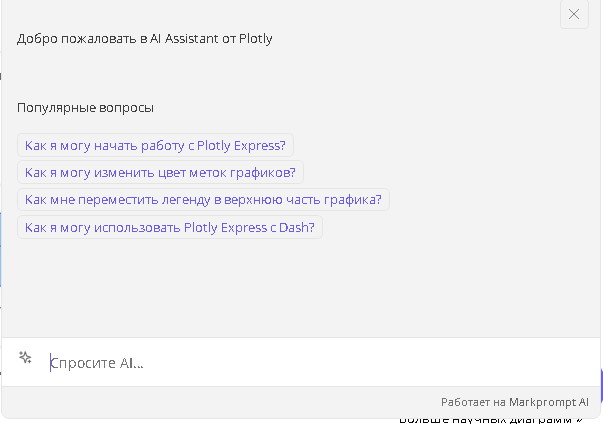 Добро пожаловать в AI Assistant от Plotly
Популярные вопросы
Как я могу начать работу с Plotly Express?
Как я могу изменить цвет меток графиков?
Как мне переместить легенду в верхнюю часть графика?
Как я могу использовать Plotly Express с Dash?
Спросите AI...
Работает на Markprompt AI
Больше научных диаграмм »